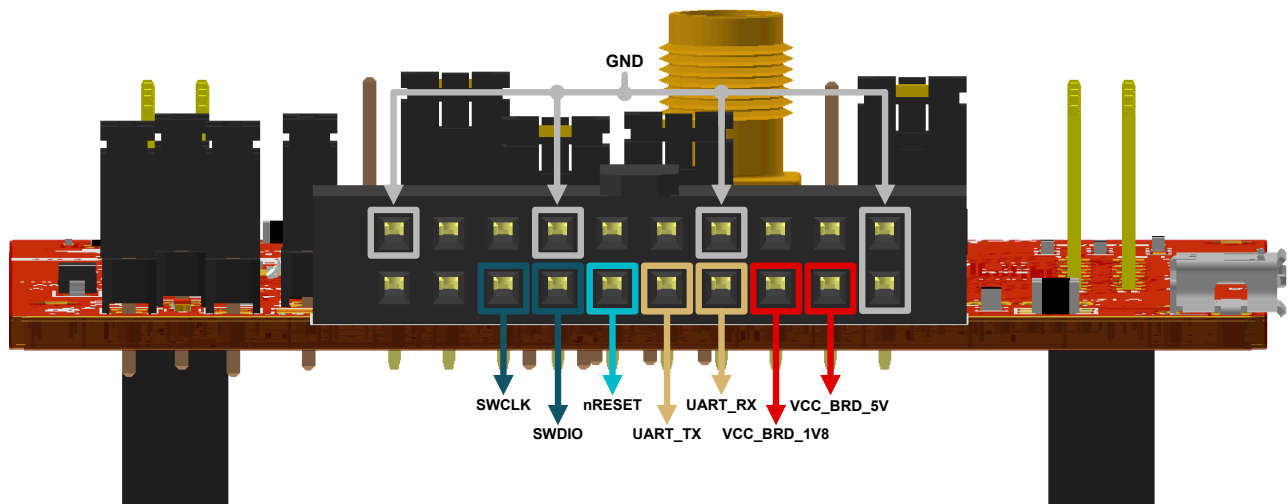 GND
SWCLK
nRESET
UART_RX
VCC_BRD_5V
SWDIO
UART_TX
VCC_BRD_1V8